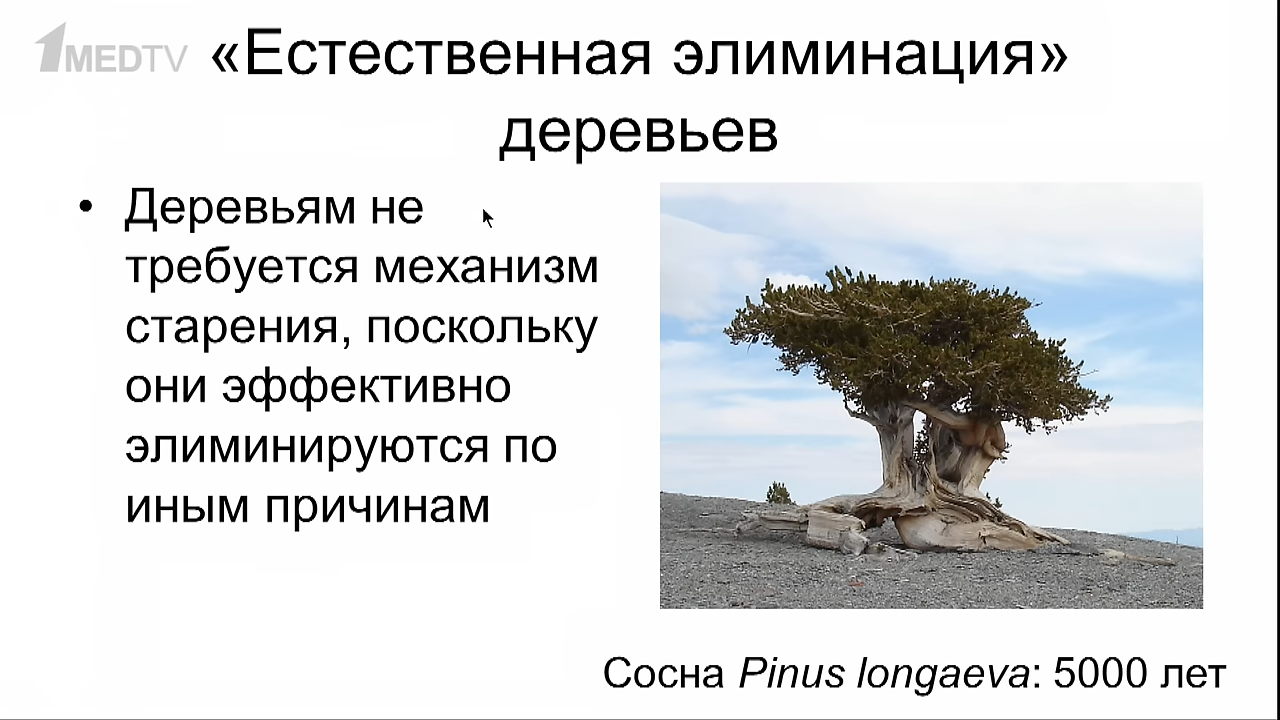 1MEDTV
«Естественная элиминация»
деревьев
• Деревьям не
требуется механизм
старения, поскольку
они эффективно
элиминируются по
иным причинам
Сосна Pinus longaeva: 5000 лет